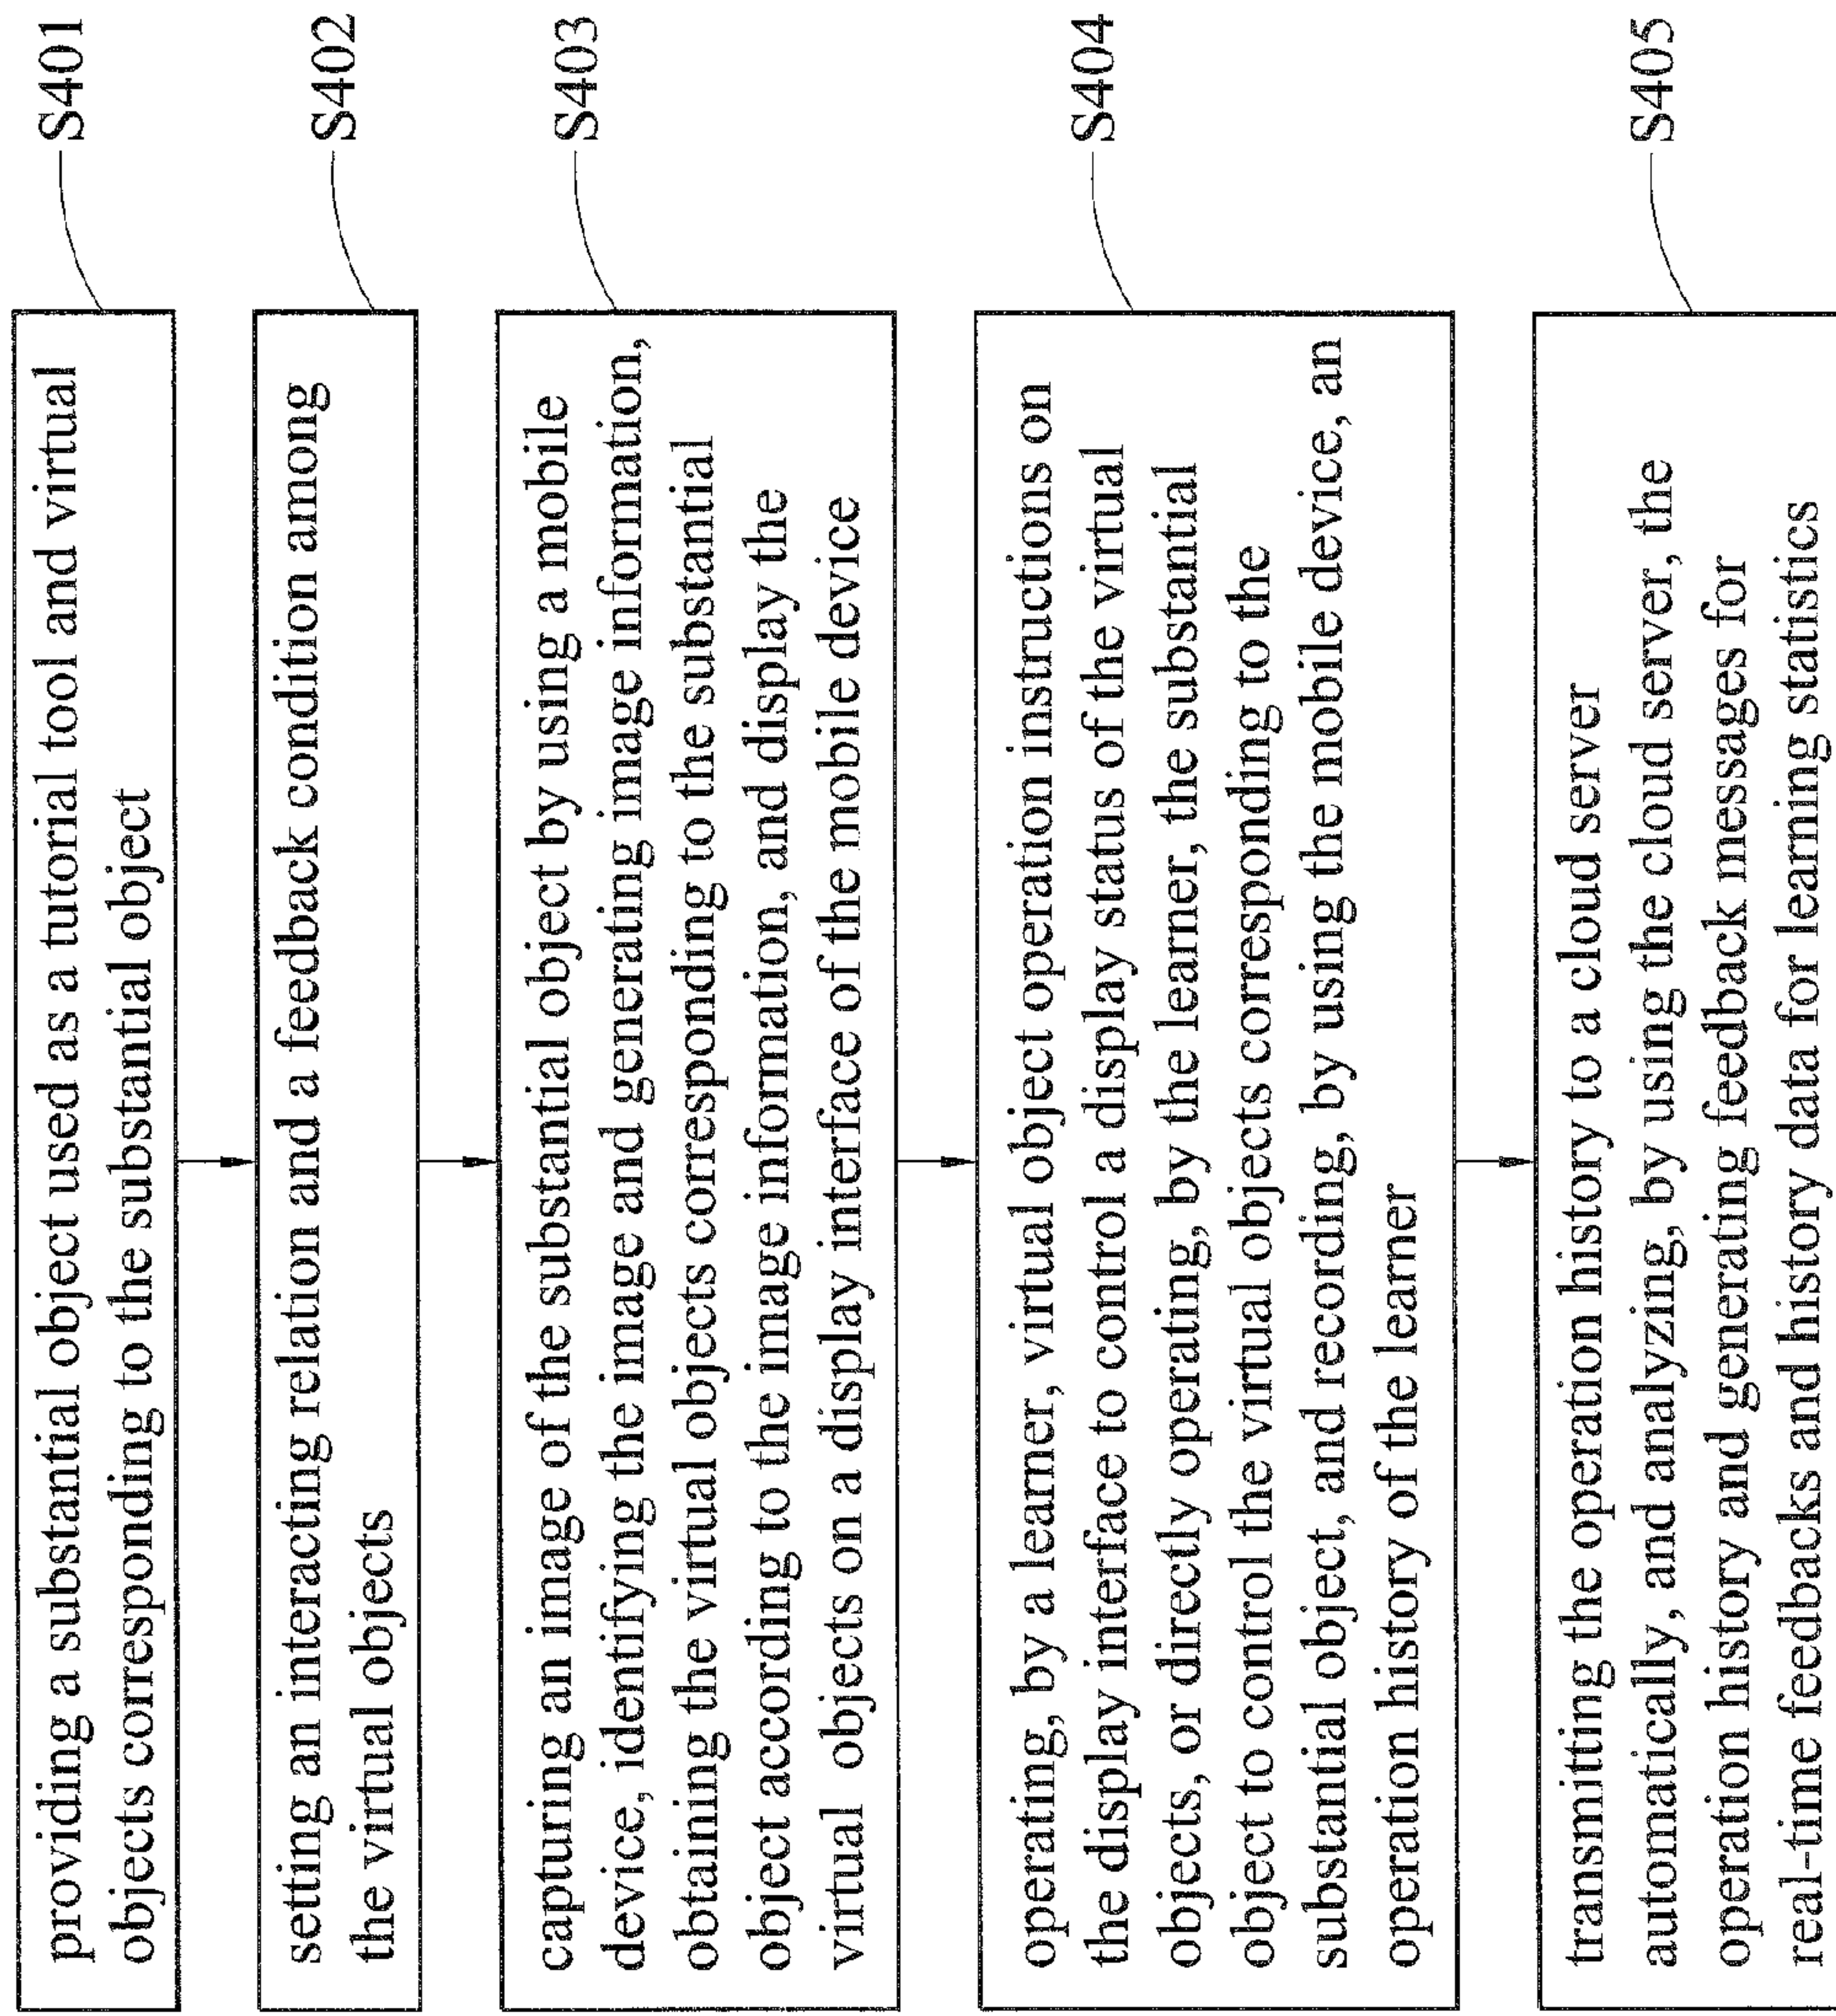 providing a substantial object used as a tutorial tool and virtual
objects corresponding to the substantial object
S401
setting an interacting relation and a feedback condition among
the virtual objects
S402
capturing an image of the substantial object by using a mobile
device, identifying the image and generating image information,
obtaining the virtual objects corresponding to the substantial
object according to the image information, and display the
virtual objects on a display interface of the mobile device
S403
operating, by a learner, virtual object operation instructions on
the display interface to control a display status of the virtual
objects, or directly operating, by the learner, the substantial
object to control the virtual objects corresponding to the
substantial object, and recording, by using the mobile device, an
operation history of the learner
S404
transmitting the operation history to a cloud server
automatically, and analyzing, by using the cloud server, the
operation history and generating feedback messages for
real-time feedbacks and history data for learning statistics
S405